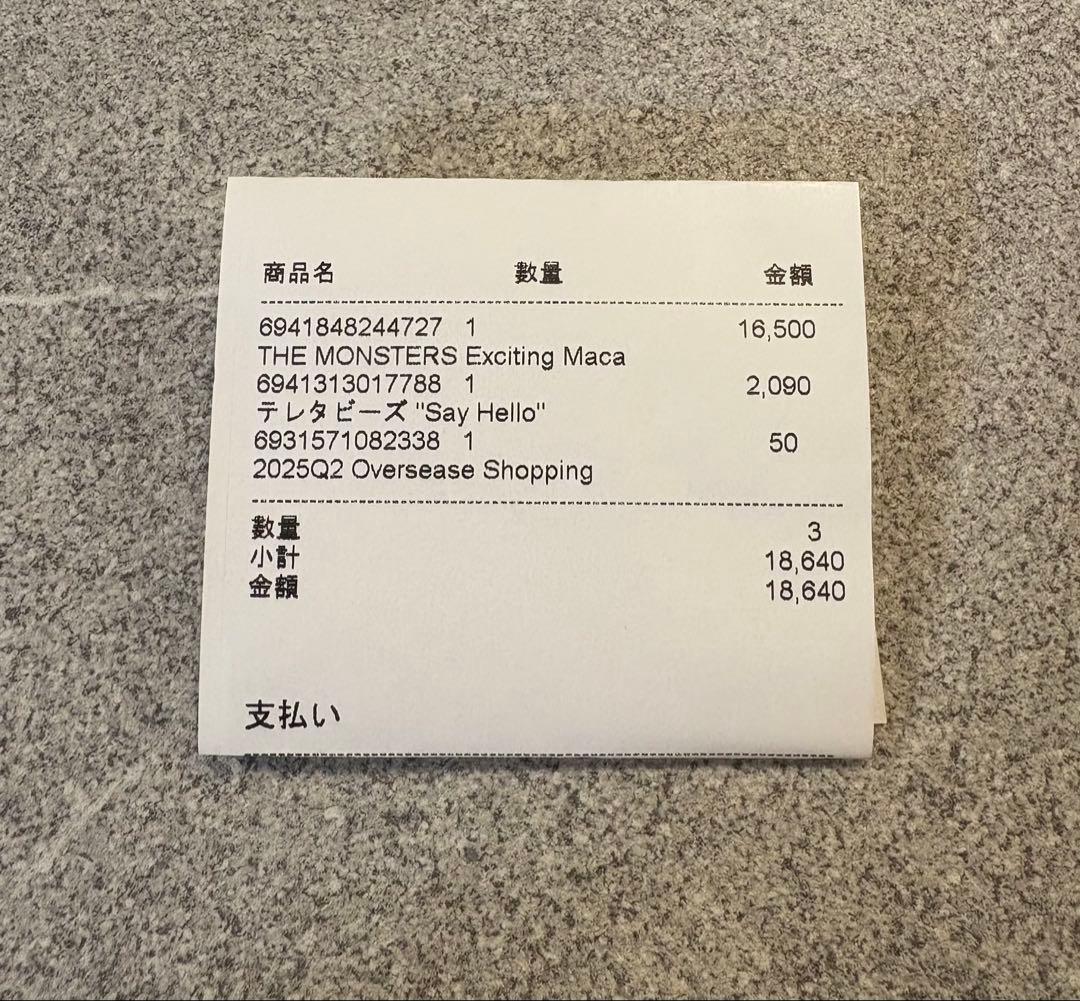 商品名 數量 金額
6941848244727 1 16,500
THE MONSTERS Exciting Maca
6941313017788 1 2,090
テレタビーズ "Say Hello"
6931571082338 1 50
2025Q2 Oversease Shopping
數量 3
小計 18,640
金額 18,640
支払い